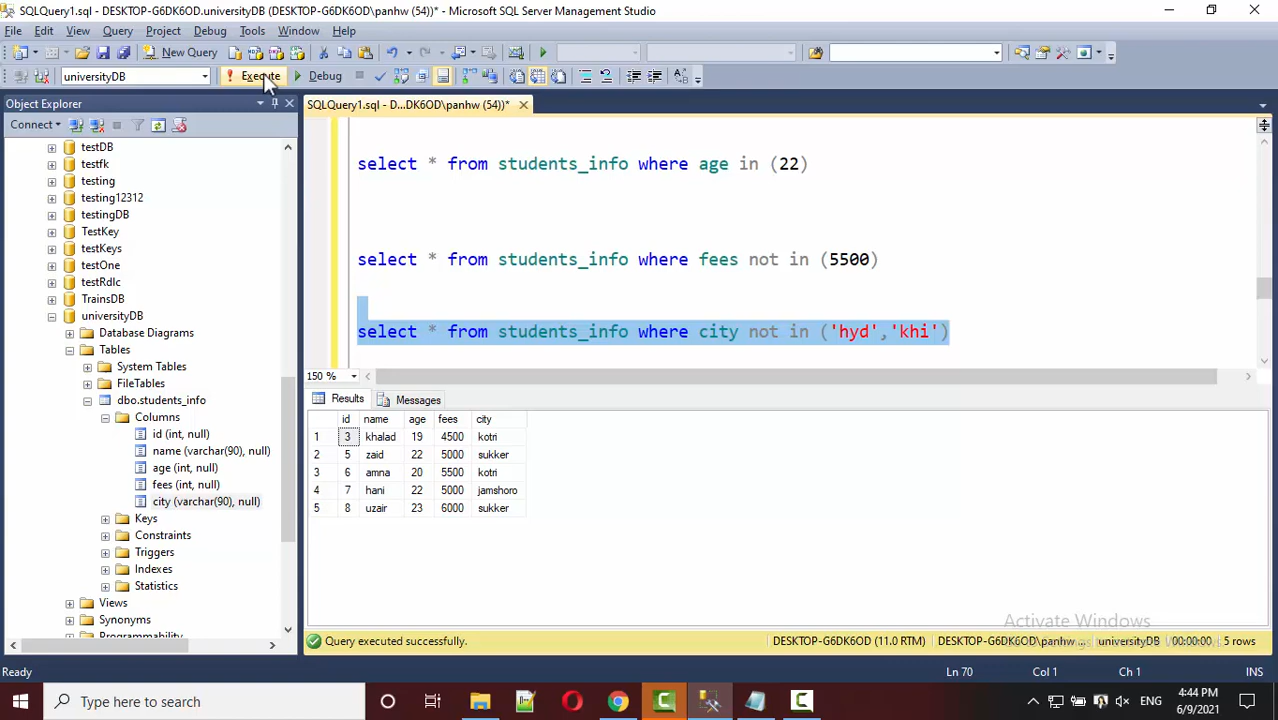 SQLQuery1.sql - DESKTOP-G6DK6OD.universityDB (DESKTOP-G6DK6OD\panhw (54))* - Microsoft SQL Server Management Studio
File Edit View Query Project Debug Tools Window Help
New Query
universityDB Execute Debug
Object Explorer
Connect
testDB
testfk
testing
testing12312
testingDB
TestKey
testKeys
testOne
testRdlc
TrainsDB
universityDB
Database Diagrams
Tables
System Tables
FileTables
dbo.students_info
Columns
id (int, null)
name (varchar(90), null)
age (int, null)
fees (int, null)
city (varchar(90), null)
Keys
Constraints
Triggers
Indexes
Statistics
Views
Synonyms
Programmability
SQLQuery1.sql - D...DK6OD\panhw (54))*
select * from students_info where age in (22)
select * from students_info where fees not in (5500)
select * from students_info where city not in ('hyd','khi')
150 %
Results Messages
id name age fees city
1 3 khalad 19 4500 kotri
2 5 zaid 22 5000 sukker
3 6 amna 20 5500 kotri
4 7 hani 22 5000 jamshoro
5 8 uzair 23 6000 sukker
Activate Windows
Query executed successfully. DESKTOP-G6DK6OD (11.0 RTM) DESKTOP-G6DK6OD\panhw ... universityDB 00:00:00 5 rows
Ready Ln 70 Col 1 Ch 1 INS
Type here to search
ENG
4:44 PM
6/9/2021